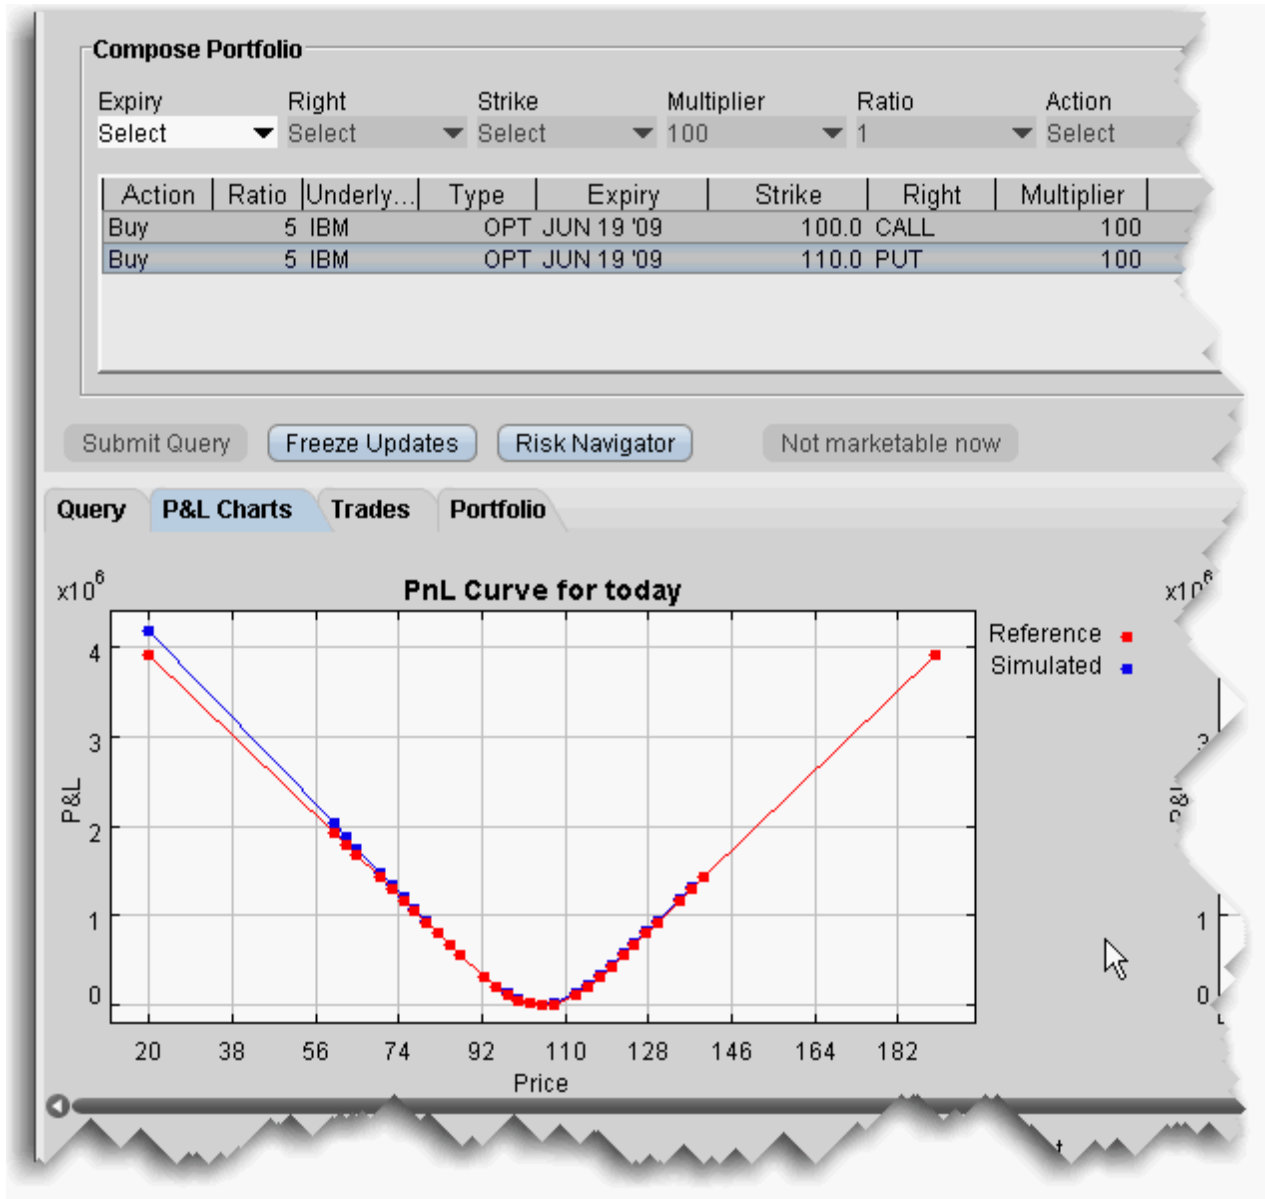 Compose Portfolio
Expiry Right Strike Multiplier Ratio Action
Select Select Select 100 1 Select
Action Ratio Underly... Type Expiry Strike Right Multiplier
Buy 5 IBM OPT JUN 19 '09 100.0 CALL 100
Buy 5 IBM OPT JUN 19 '09 110.0 PUT 100
Submit Query Freeze Updates Risk Navigator Not marketable now
Query P&L Charts Trades Portfolio
x10⁶ PnL Curve for today x10⁶
Reference
Simulated
4
3 3
P&L P&L
2 2
1 1
0 0
20 38 56 74 92 110 128 146 164 182
Price